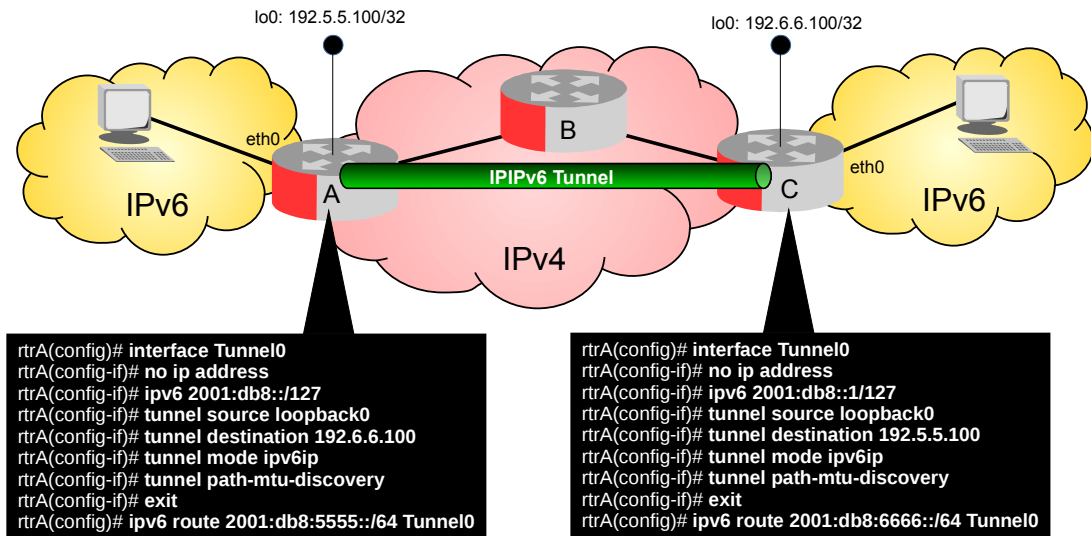 lo0: 192.5.5.100/32
lo0: 192.6.6.100/32
eth0
B
IPIPv6 Tunnel
A
C
eth0
IPv6
IPv4
IPv6
rtrA(config)# interface Tunnel0
rtrA(config-if)# no ip address
rtrA(config-if)# ipv6 2001:db8::/127
rtrA(config-if)# tunnel source loopback0
rtrA(config-if)# tunnel destination 192.6.6.100
rtrA(config-if)# tunnel mode ipv6ip
rtrA(config-if)# tunnel path-mtu-discovery
rtrA(config-if)# exit
rtrA(config)# ipv6 route 2001:db8:5555::/64 Tunnel0
rtrA(config)# interface Tunnel0
rtrA(config-if)# no ip address
rtrA(config-if)# ipv6 2001:db8::1/127
rtrA(config-if)# tunnel source loopback0
rtrA(config-if)# tunnel destination 192.5.5.100
rtrA(config-if)# tunnel mode ipv6ip
rtrA(config-if)# tunnel path-mtu-discovery
rtrA(config-if)# exit
rtrA(config)# ipv6 route 2001:db8:6666::/64 Tunnel0